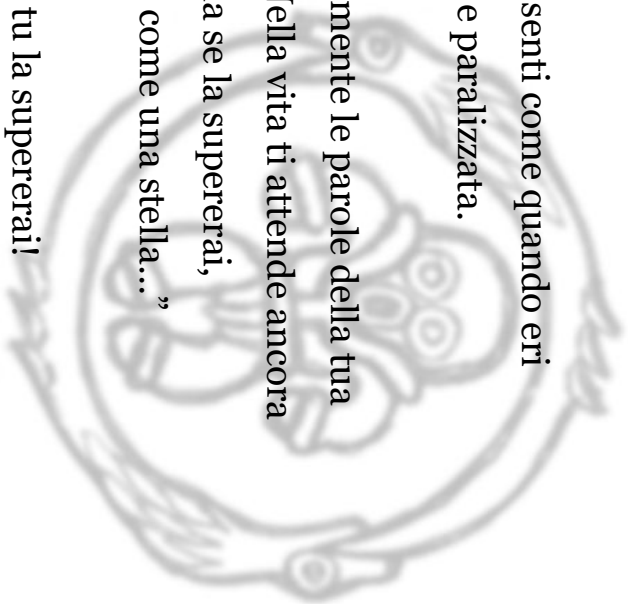 senti come quando eri
e paralizzata.
mente le parole della tua
ella vita ti attende ancora
a se la supererai,
come una stella...”
tu la supererai!